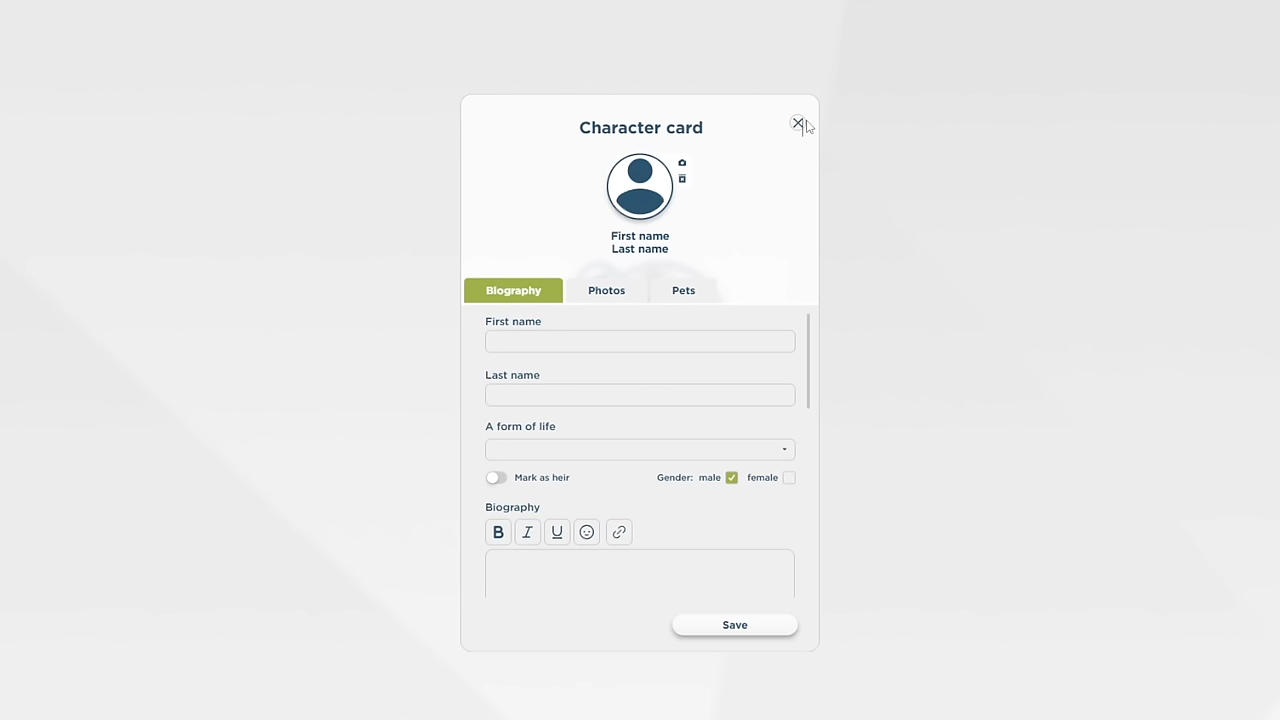 Character card
First name
Last name
Biography Photos Pets
First name
Last name
A form of life
Mark as heir Gender: male female
Biography
B I U
Save